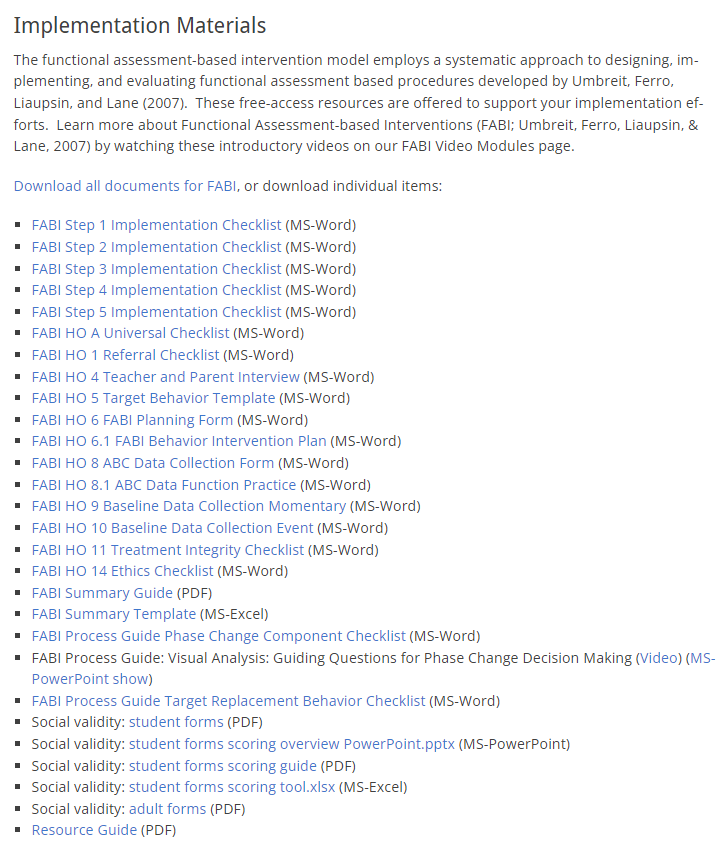 Implementation Materials
The functional assessment-based intervention model employs a systematic approach to designing, im-
plementing, and evaluating functional assessment based procedures developed by Umbreit, Ferro,
Liaupsin, and Lane (2007).  These free-access resources are offered to support your implementation ef-
forts.  Learn more about Functional Assessment-based Interventions (FABI; Umbreit, Ferro, Liaupsin, &
Lane, 2007) by watching these introductory videos on our FABI Video Modules page.
Download all documents for FABI, or download individual items:
▪ FABI Step 1 Implementation Checklist (MS-Word)
▪ FABI Step 2 Implementation Checklist (MS-Word)
▪ FABI Step 3 Implementation Checklist (MS-Word)
▪ FABI Step 4 Implementation Checklist (MS-Word)
▪ FABI Step 5 Implementation Checklist (MS-Word)
▪ FABI HO A Universal Checklist (MS-Word)
▪ FABI HO 1 Referral Checklist (MS-Word)
▪ FABI HO 4 Teacher and Parent Interview (MS-Word)
▪ FABI HO 5 Target Behavior Template (MS-Word)
▪ FABI HO 6 FABI Planning Form (MS-Word)
▪ FABI HO 6.1 FABI Behavior Intervention Plan (MS-Word)
▪ FABI HO 8 ABC Data Collection Form (MS-Word)
▪ FABI HO 8.1 ABC Data Function Practice (MS-Word)
▪ FABI HO 9 Baseline Data Collection Momentary (MS-Word)
▪ FABI HO 10 Baseline Data Collection Event (MS-Word)
▪ FABI HO 11 Treatment Integrity Checklist (MS-Word)
▪ FABI HO 14 Ethics Checklist (MS-Word)
▪ FABI Summary Guide (PDF)
▪ FABI Summary Template (MS-Excel)
▪ FABI Process Guide Phase Change Component Checklist (MS-Word)
▪ FABI Process Guide: Visual Analysis: Guiding Questions for Phase Change Decision Making (Video) (MS-
PowerPoint show)
▪ FABI Process Guide Target Replacement Behavior Checklist (MS-Word)
▪ Social validity: student forms (PDF)
▪ Social validity: student forms scoring overview PowerPoint.pptx (MS-PowerPoint)
▪ Social validity: student forms scoring guide (PDF)
▪ Social validity: student forms scoring tool.xlsx (MS-Excel)
▪ Social validity: adult forms (PDF)
▪ Resource Guide (PDF)